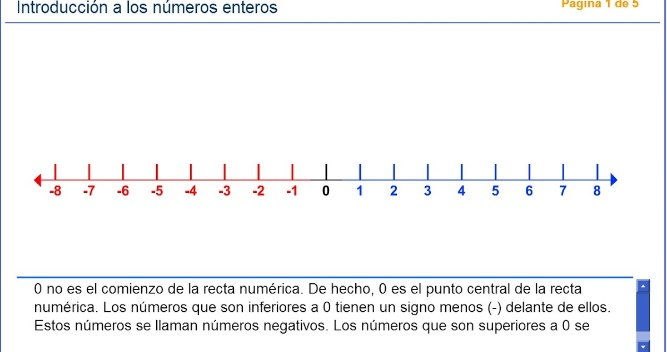 Introducción a los números enteros
Página 1 de 5
-8 -7 -6 -5 -4 -3 -2 -1 0 1 2 3 4 5 6 7 8
0 no es el comienzo de la recta numérica. De hecho, 0 es el punto central de la recta
numérica. Los números que son inferiores a 0 tienen un signo menos (-) delante de ellos.
Estos números se llaman números negativos. Los números que son superiores a 0 se